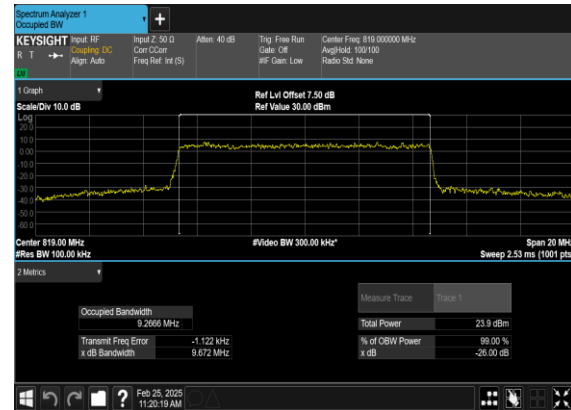 Spectrum Analyzer 1
Occupied BW
KEYSIGHT
R T
Input: RF
Coupling: DC
Align: Auto
Input Z: 50 Ω
Corr CCorr
Freq Ref: Int (S)
Atten: 40 dB
Trig: Free Run
Gate: Off
#IF Gain: Low
Center Freq: 819.000000 MHz
Avg|Hold: 100/100
Radio Std: None
1 Graph
Scale/Div 10.0 dB
Ref Lvl Offset 7.50 dB
Ref Value 30.00 dBm
Log
20.0
10.0
0.00
-10.0
-20.0
-30.0
-40.0
-50.0
-60.0
Center 819.00 MHz
#Video BW 300.00 kHz*
Span 20 MHz
#Res BW 100.00 kHz
Sweep 2.53 ms (1001 pts
2 Metrics
Measure Trace Trace 1
Occupied Bandwidth
9.2666 MHz
Total Power 23.9 dBm
Transmit Freq Error -1.122 kHz
% of OBW Power 99.00 %
x dB Bandwidth 9.672 MHz
x dB -26.00 dB
?
Feb 25, 2025
11:20:19 AM